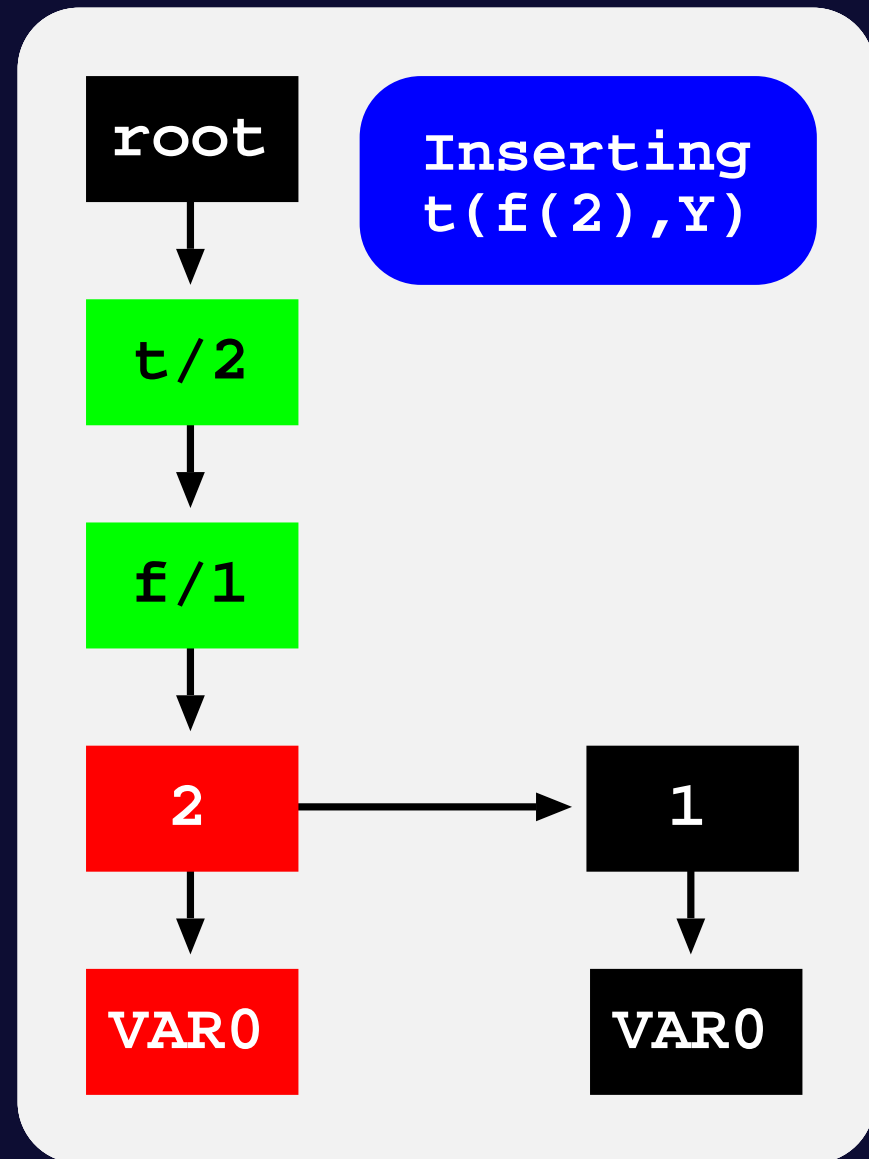 root
Inserting
t(f(2),Y)
t/2
f/1
2
1
VAR0
VAR0